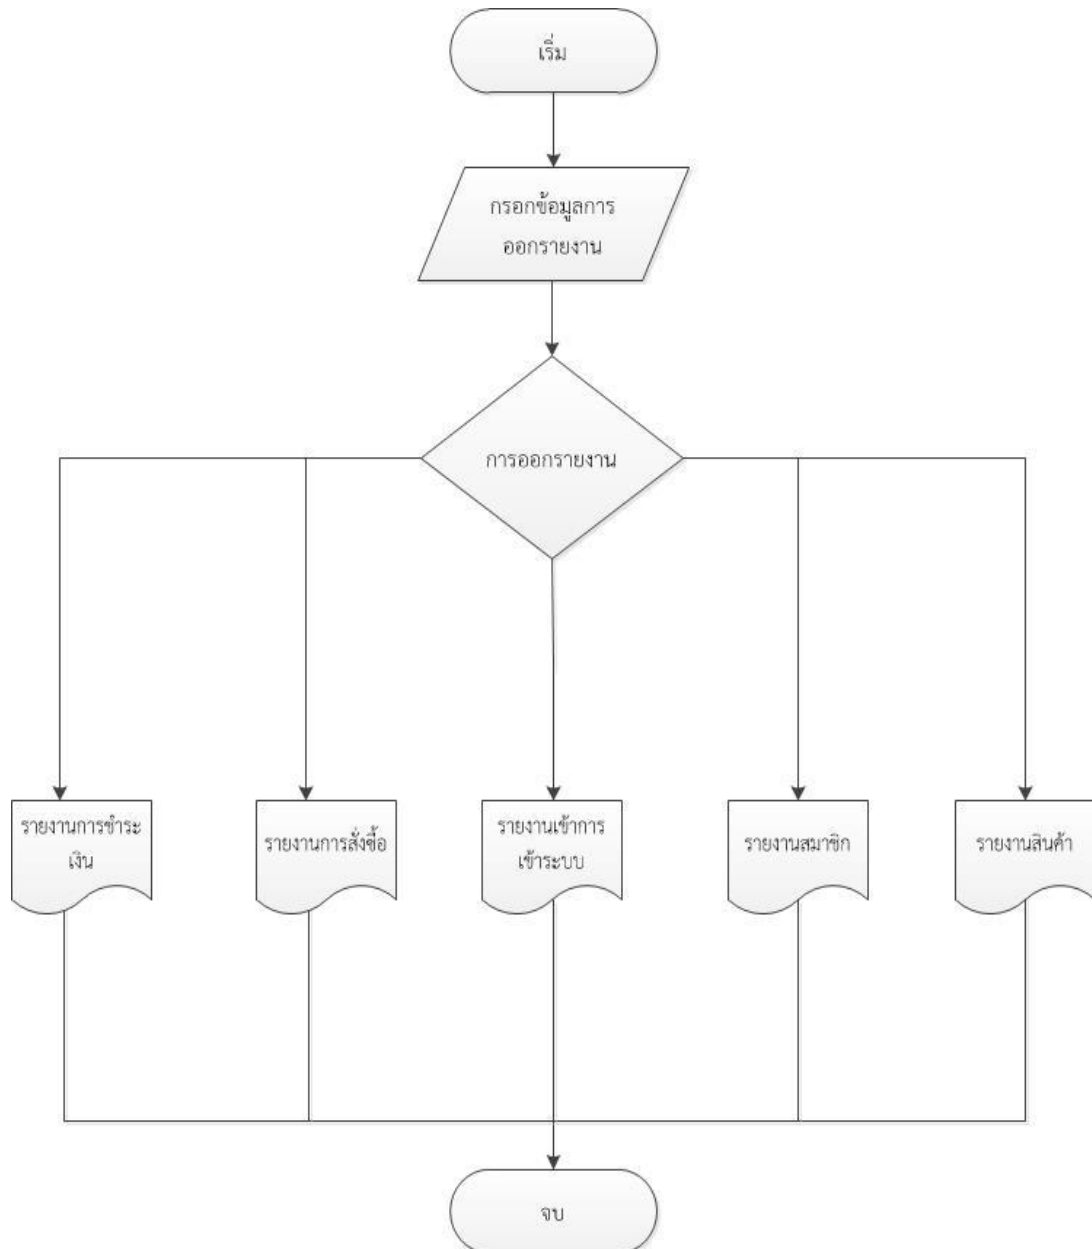 เริ่ม
กรอกข้อมูลการ
ออกรายงาน
การออกรายงาน
รายงานการชำระ
เงิน
รายงานการสั่งซื้อ
รายงานเข้าการ
เข้าระบบ
รายงานสมาชิก
รายงานสินค้า
จบ